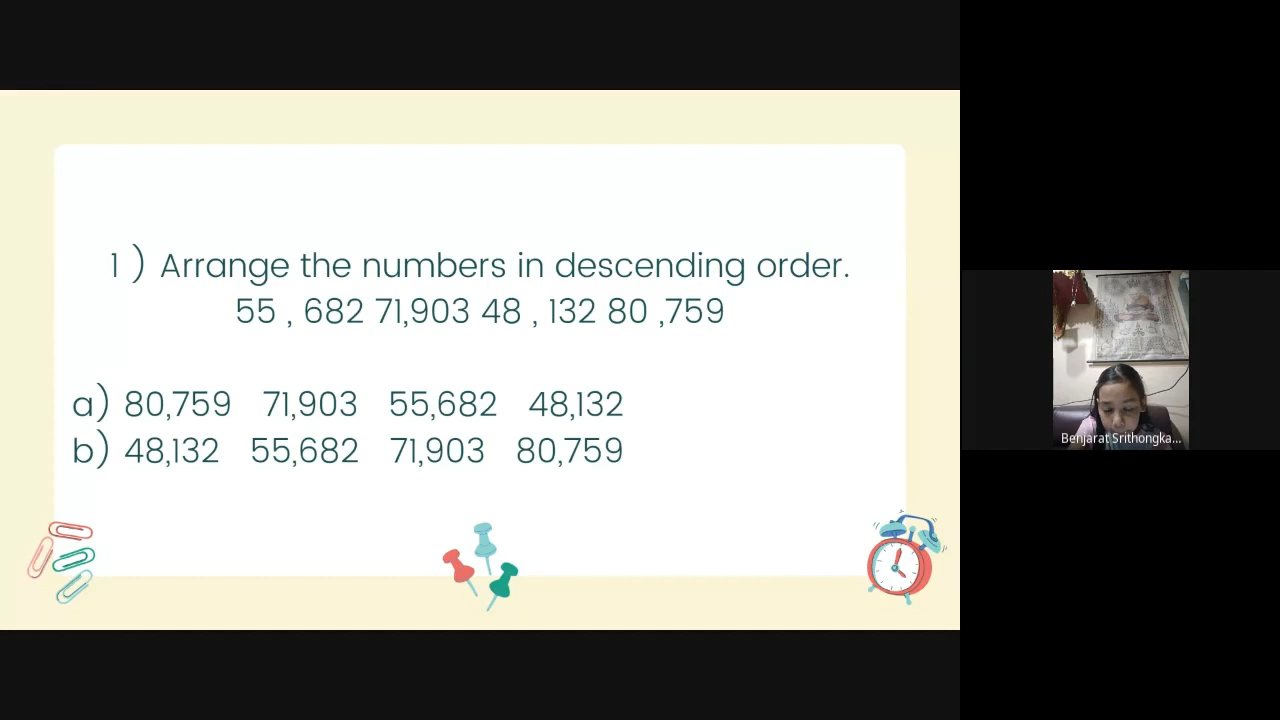 1 ) Arrange the numbers in descending order.
55 , 682 71,903 48 , 132 80 ,759
a) 80,759 71,903 55,682 48,132
b) 48,132 55,682 71,903 80,759
Benjarat Srithongka...